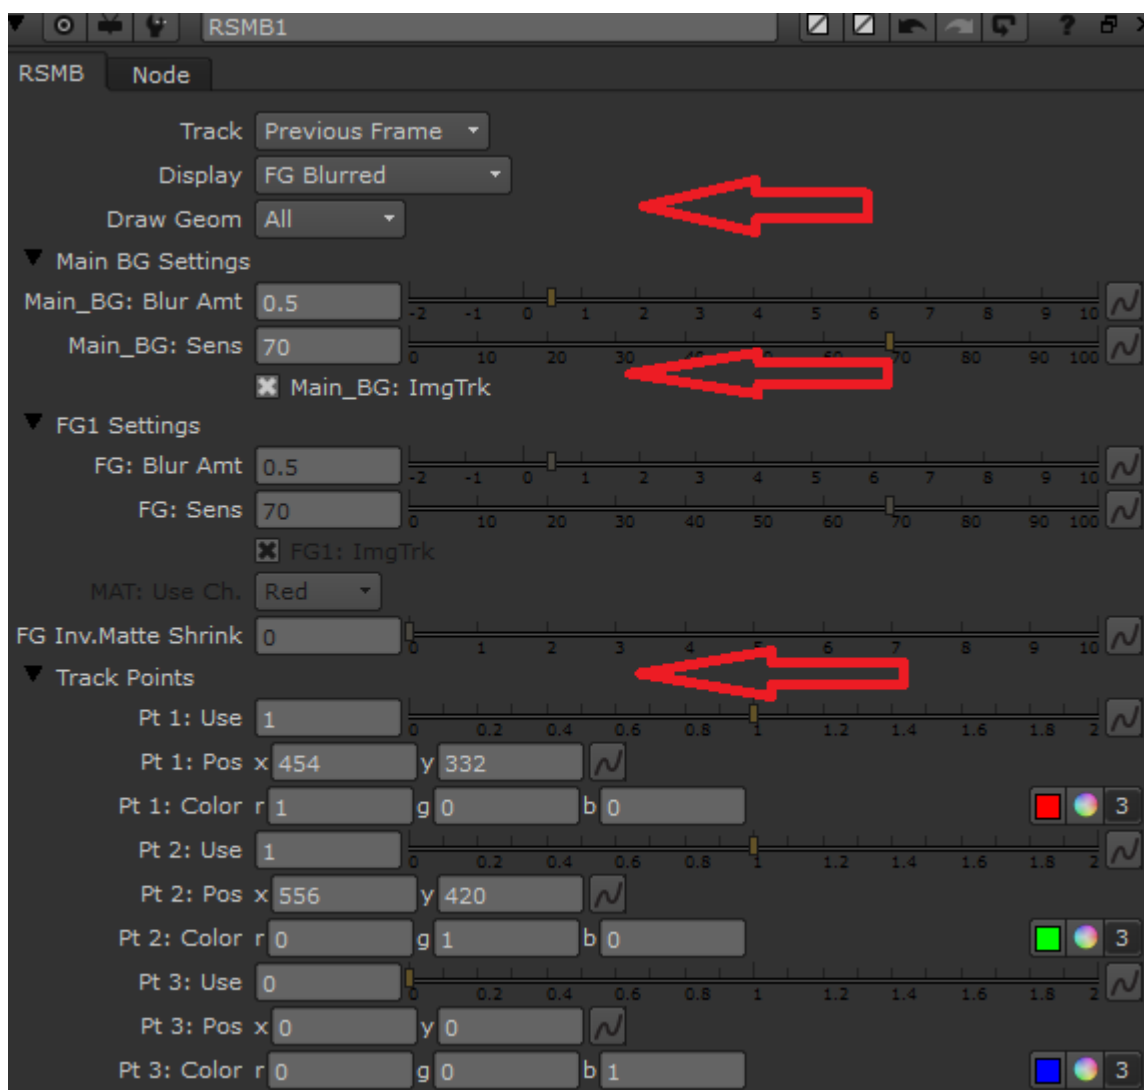 RSMB1 ?
RSMB Node
Track Previous Frame
Display FG Blurred
Draw Geom All
Main BG Settings
Main_BG: Blur Amt 0.5 -2 -1 0 1 2 3 4 5 6 7 8 9 10
Main_BG: Sens 70 0 10 20 30 60 70 80 90 100
Main_BG: ImgTrk
FG1 Settings
FG: Blur Amt 0.5 -2 -1 0 1 2 3 4 5 6 7 8 9 10
FG: Sens 70 0 10 20 30 40 50 60 70 80 90 100
FG1: ImgTrk
MAT: Use Ch. Red
FG Inv.Matte Shrink 0 0 1 2 3 4 6 7 8 9 10
Track Points
Pt 1: Use 1 0 0.2 0.4 0.6 0.8 1 1.2 1.4 1.6 1.8 2
Pt 1: Pos x 454 y 332
Pt 1: Color r 1 g 0 b 0 3
Pt 2: Use 1 0 0.2 0.4 0.6 0.8 1 1.2 1.4 1.6 1.8 2
Pt 2: Pos x 556 y 420
Pt 2: Color r 0 g 1 b 0 3
Pt 3: Use 0 0 0.2 0.4 0.6 0.8 1 1.2 1.4 1.6 1.8 2
Pt 3: Pos x 0 y 0
Pt 3: Color r 0 g 0 b 1 3